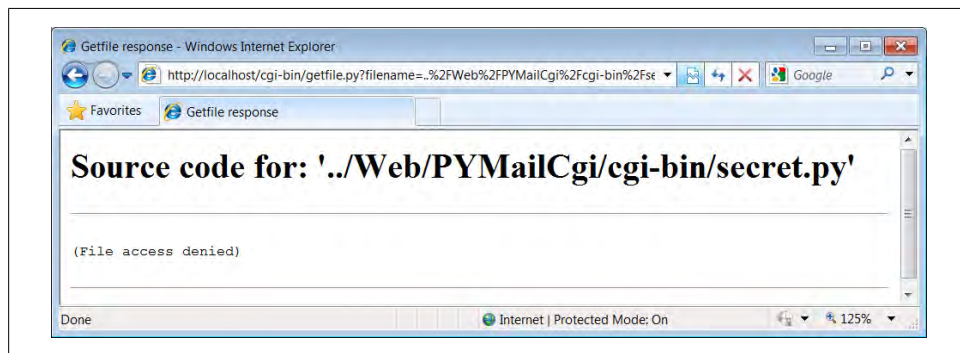 Getfile response - Windows Internet Explorer
http://localhost/cgi-bin/getfile.py?filename=..%2FWeb%2FPYMailCgi%2Fcgi-bin%2Fse
Google
Favorites
Getfile response
Source code for: '../Web/PYMailCgi/cgi-bin/secret.py'
(File access denied)
Done
Internet | Protected Mode: On
125%